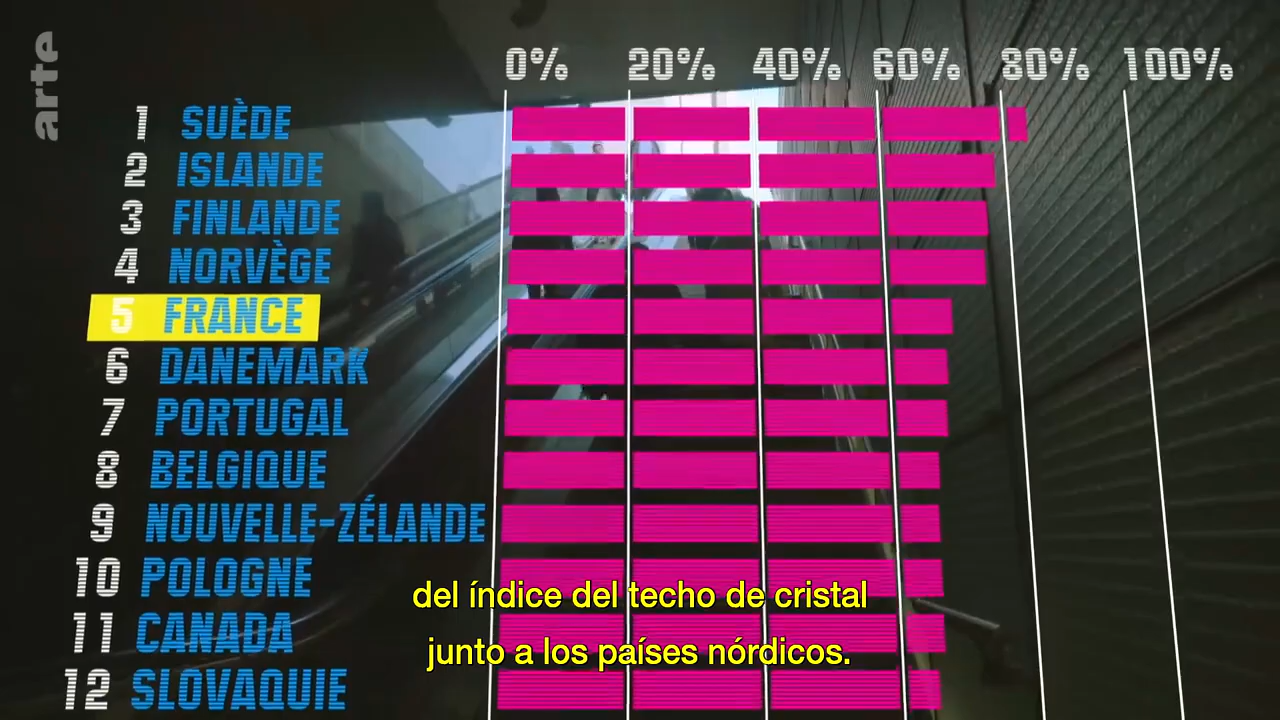 arte
0% 20% 40% 60% 80% 100%
1 SUÈDE
2 ISLANDE
3 FINLANDE
4 NORVÈGE
5 FRANCE
6 DANEMARK
7 PORTUGAL
8 BELGIQUE
9 NOUVELLE-ZÉLANDE
10 POLOGNE
11 CANADA
12 SLOVAQUIE
del índice del techo de cristal
junto a los países nórdicos.